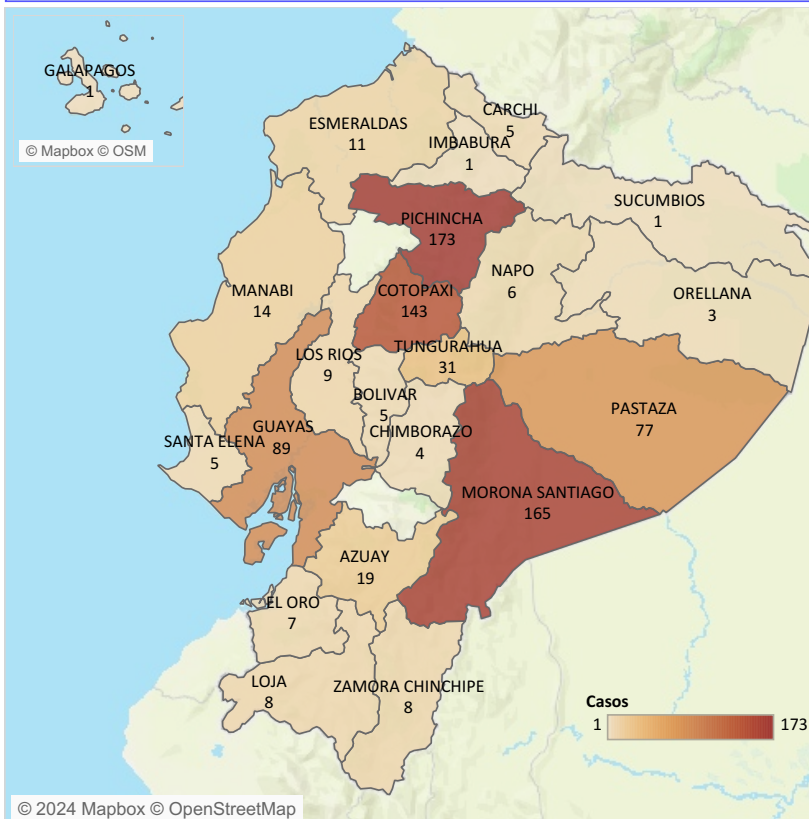 GALAPAGOS
1
© Mapbox © OSM
ESMERALDAS
11
CARCHI
5
IMBABURA
1
SUCUMBIOS
1
PICHINCHA
173
NAPO
6
ORELLANA
3
MANABI
14
COTOPAXI
143
TUNGURAHUA
31
LOS RIOS
9
BOLIVAR
5
PASTAZA
77
SANTA ELENA
5
GUAYAS
89
CHIMBORAZO
4
MORONA SANTIAGO
165
AZUAY
19
EL ORO
7
LOJA
8
ZAMORA CHINCHIPE
8
Casos
1 173
© 2024 Mapbox © OpenStreetMap